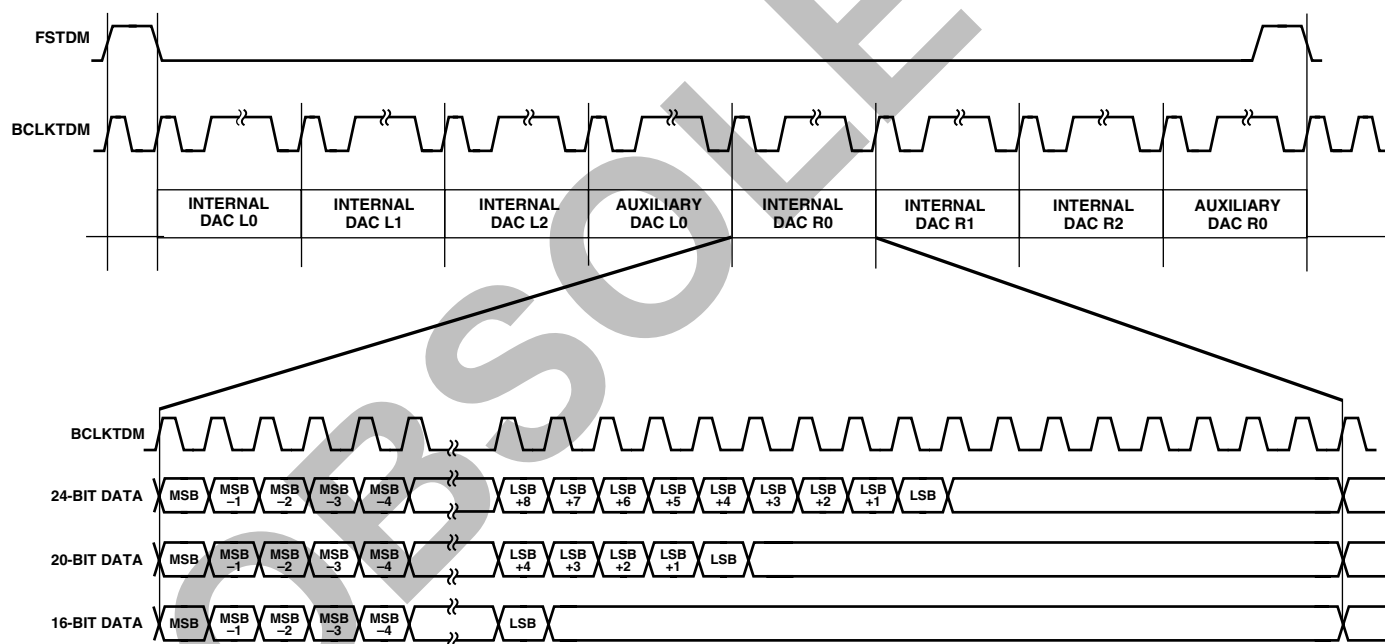 FSTDM
BCLKTDM
INTERNAL DAC L0
INTERNAL DAC L1
INTERNAL DAC L2
AUXILIARY DAC L0
INTERNAL DAC R0
INTERNAL DAC R1
INTERNAL DAC R2
AUXILIARY DAC R0
BCLKTDM
24-BIT DATA MSB MSB –1 MSB –2 MSB –3 MSB –4 LSB +8 LSB +7 LSB +6 LSB +5 LSB +4 LSB +3 LSB +2 LSB +1 LSB
20-BIT DATA MSB MSB –1 MSB –2 MSB –3 MSB –4 LSB +4 LSB +3 LSB +2 LSB +1 LSB
16-BIT DATA MSB MSB –1 MSB –2 MSB –3 MSB –4 LSB
OBSOLE